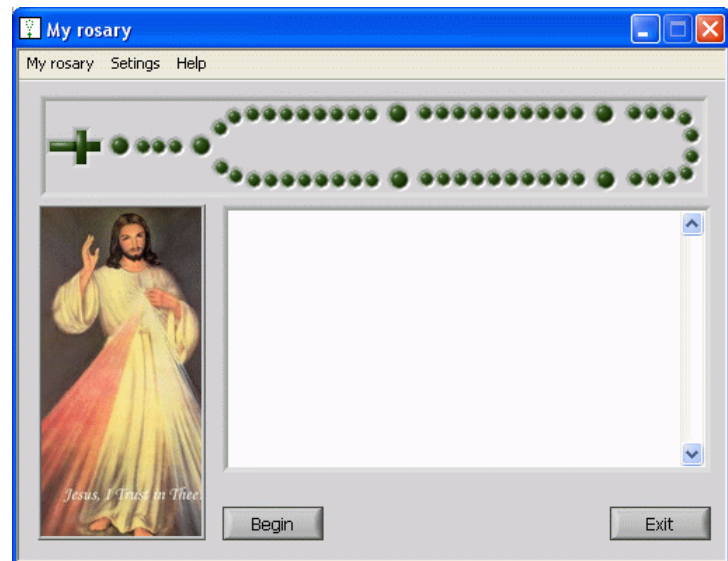 My rosary
My rosary Setings Help
Jesus, I Trust in Thee.
Begin Exit